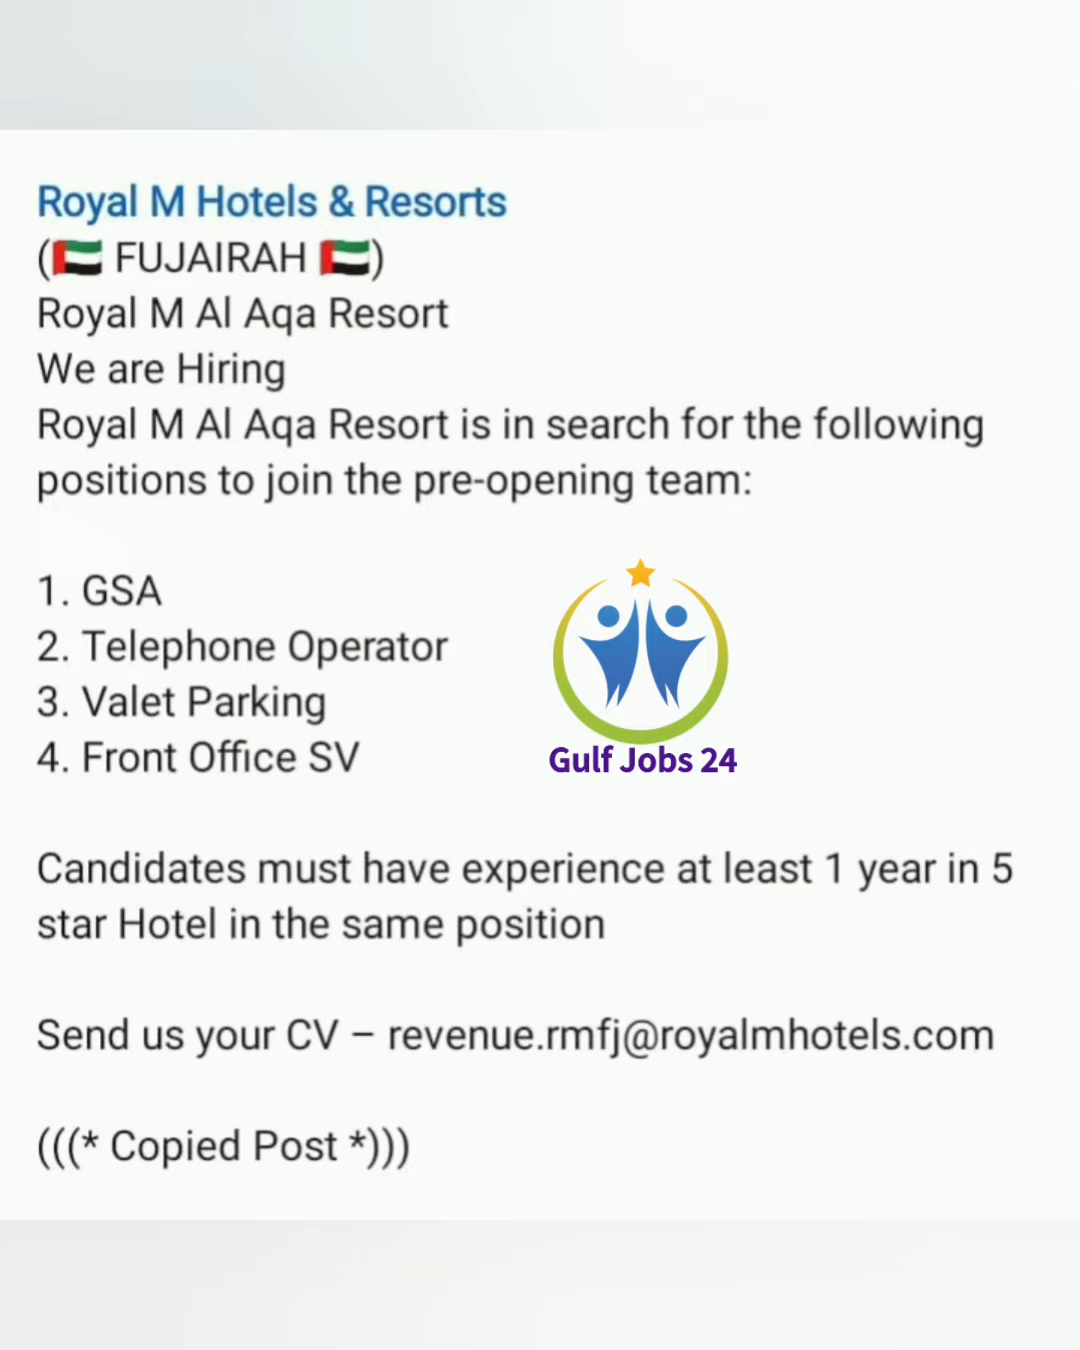 Royal M Hotels & Resorts
(🇦🇪 FUJAIRAH 🇦🇪)
Royal M Al Aqa Resort
We are Hiring
Royal M Al Aqa Resort is in search for the following
positions to join the pre-opening team:
1. GSA
2. Telephone Operator
3. Valet Parking
4. Front Office SV
Gulf Jobs 24
Candidates must have experience at least 1 year in 5
star Hotel in the same position
Send us your CV – revenue.rmfj@royalmhotels.com
(((* Copied Post *)))